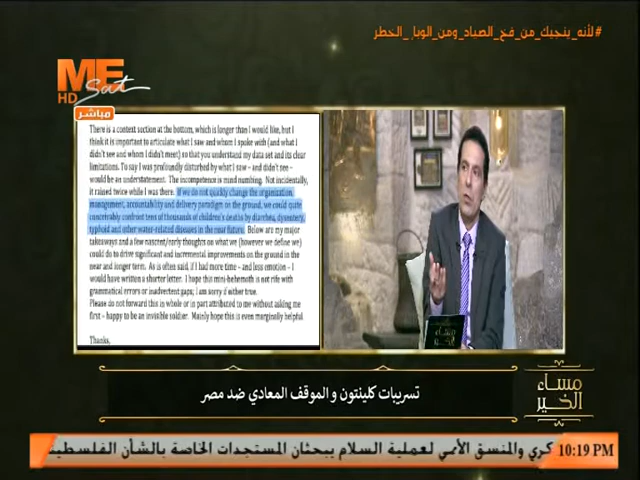 #لأنه_ينجيك_من_فخ_الصياد_ومن_الوبا_الخطر
ME
Sat
HD
مباشر
There is a context section at the bottom, which is longer than I would like, but I
think it is important to articulate what I saw and whom I spoke with (and what I
didn't see and whom I didn't meet) so that you understand my data set and its clear
limitations. To say I was profoundly disturbed by what I saw – and didn't see –
would be an understatement. The incompetence is mind numbing. Not incidentally,
it rained twice while I was there. If we do not quickly change the organization,
management, accountability and delivery paradigm on the ground, we could quite
conceivably confront tens of thousands of children's deaths by diarrhea, dysentery,
typhoid and other water-related diseases in the near future. Below are my major
takeaways and a few nascent/early thoughts on what we (however we define we)
could do to drive significant and incremental improvements on the ground in the
near and longer term. As is often said, if I had more time – and less emotion – I
would have written a shorter letter. I hope this mini-behemoth is not rife with
grammatical errors or inadvertent gaps; I am sorry if either true.
Please do not forward this in whole or in part attributed to me without asking me
first – happy to be an invisible soldier. Mainly hope this is even marginally helpful
Thanks,
مساء
الخير
تسريبات كلينتون و الموقف المعادي ضد مصر
مساء
الخير
كري والمنسق الأمني لعملية السلام يبحثان المستجدات الخاصة بالشأن الفلسطين
10:19 PM